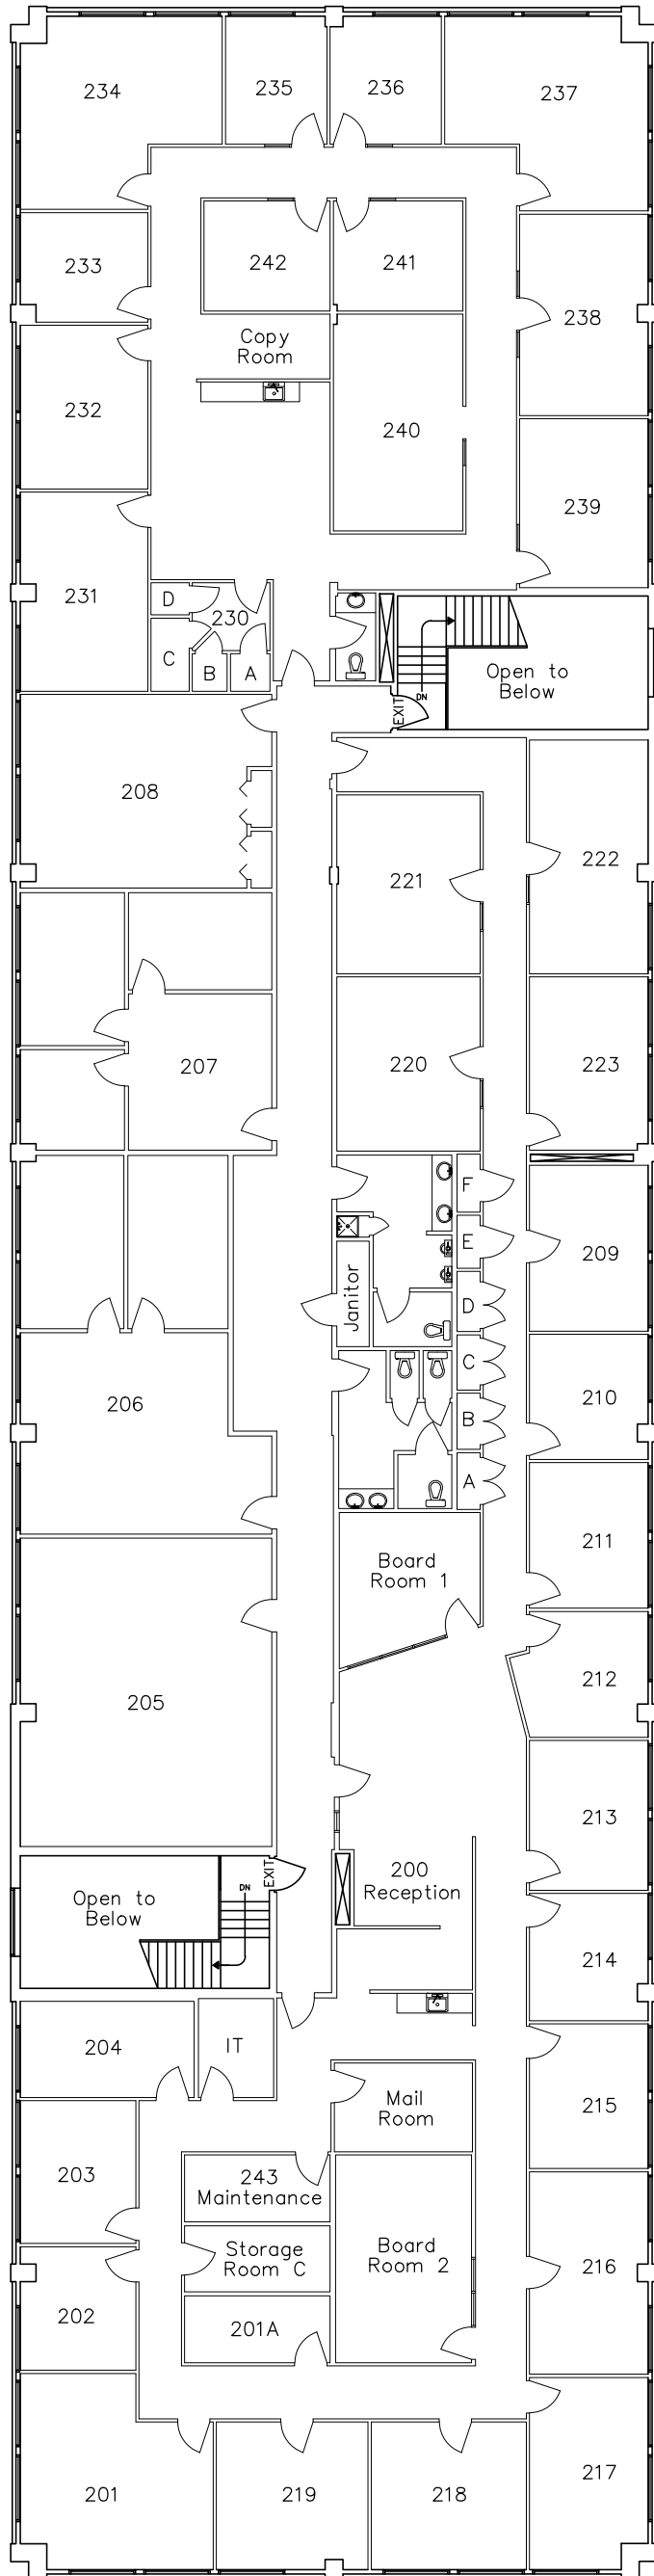 234
235
236
237
233
242
241
238
Copy
Room
232
240
239
231
D
230
C
B
A
Open to
Below
EXIT
DN
208
222
221
207
220
223
F
E
209
Janitor
D
C
210
206
B
A
211
Board
Room 1
212
205
213
200
Reception
EXIT
DN
Open to
Below
214
204
IT
215
Mail
Room
203
243
Maintenance
Board
Room 2
Storage
Room C
216
202
201A
201
219
218
217